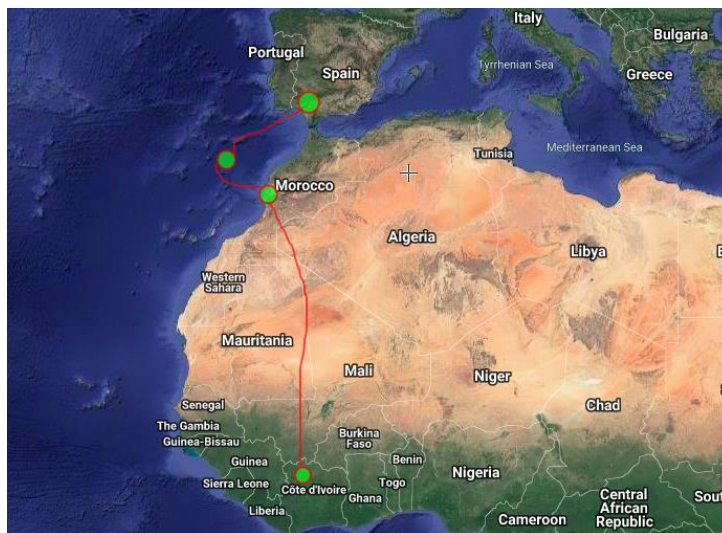 Italy
Portugal
Bulgaria
Spain
Tyrrhenian Sea
Greece
Mediterranean Sea
Tunisia
Morocco
Algeria
Libya
Western
Sahara
Mauritania
Mali
Niger
Chad
Senegal
The Gambia
Guinea-Bissau
Burkina
Faso
Guinea
Benin
Nigeria
Sierra Leone
Côte d'Ivoire
Togo
Ghana
Liberia
Cameroon
Central
African
Republic
Sou